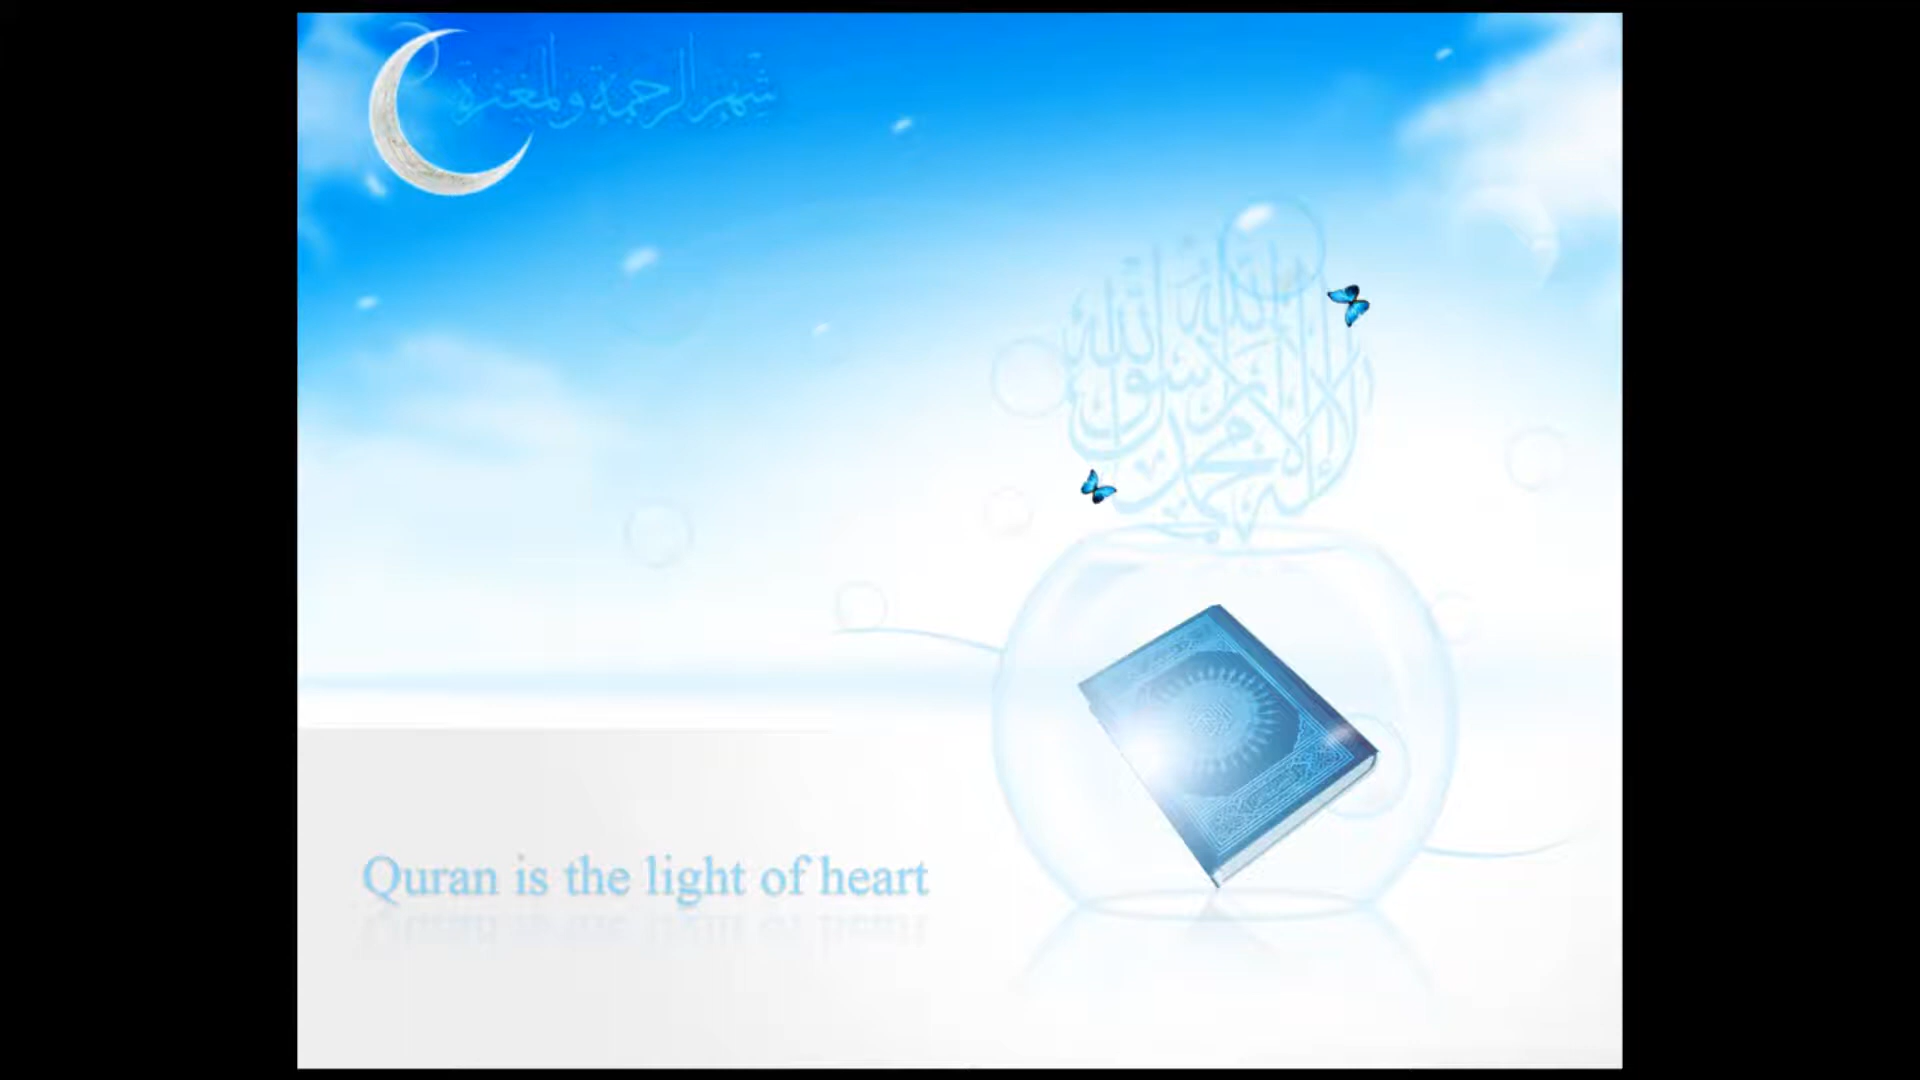 شهر الرحمة والمغفرة
لا إله إلا الله محمد رسول الله
Quran is the light of heart